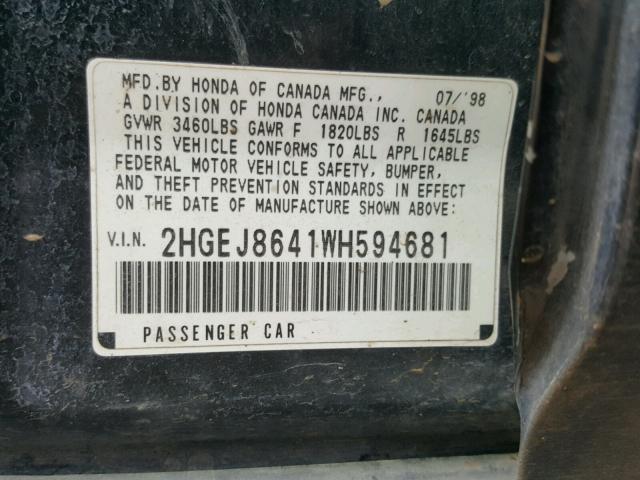 MFD.BY HONDA OF CANADA MFG., 07/'98
A DIVISION OF HONDA CANADA INC. CANADA
GVWR 3460LBS GAWR F 1820LBS R 1645LBS
THIS VEHICLE CONFORMS TO ALL APPLICABLE
FEDERAL MOTOR VEHICLE SAFETY, BUMPER,
AND THEFT PREVENTION STANDARDS IN EFFECT
ON THE DATE OF MANUFACTURE SHOWN ABOVE:
V.I.N. 2HGEJ8641WH594681
PASSENGER CAR